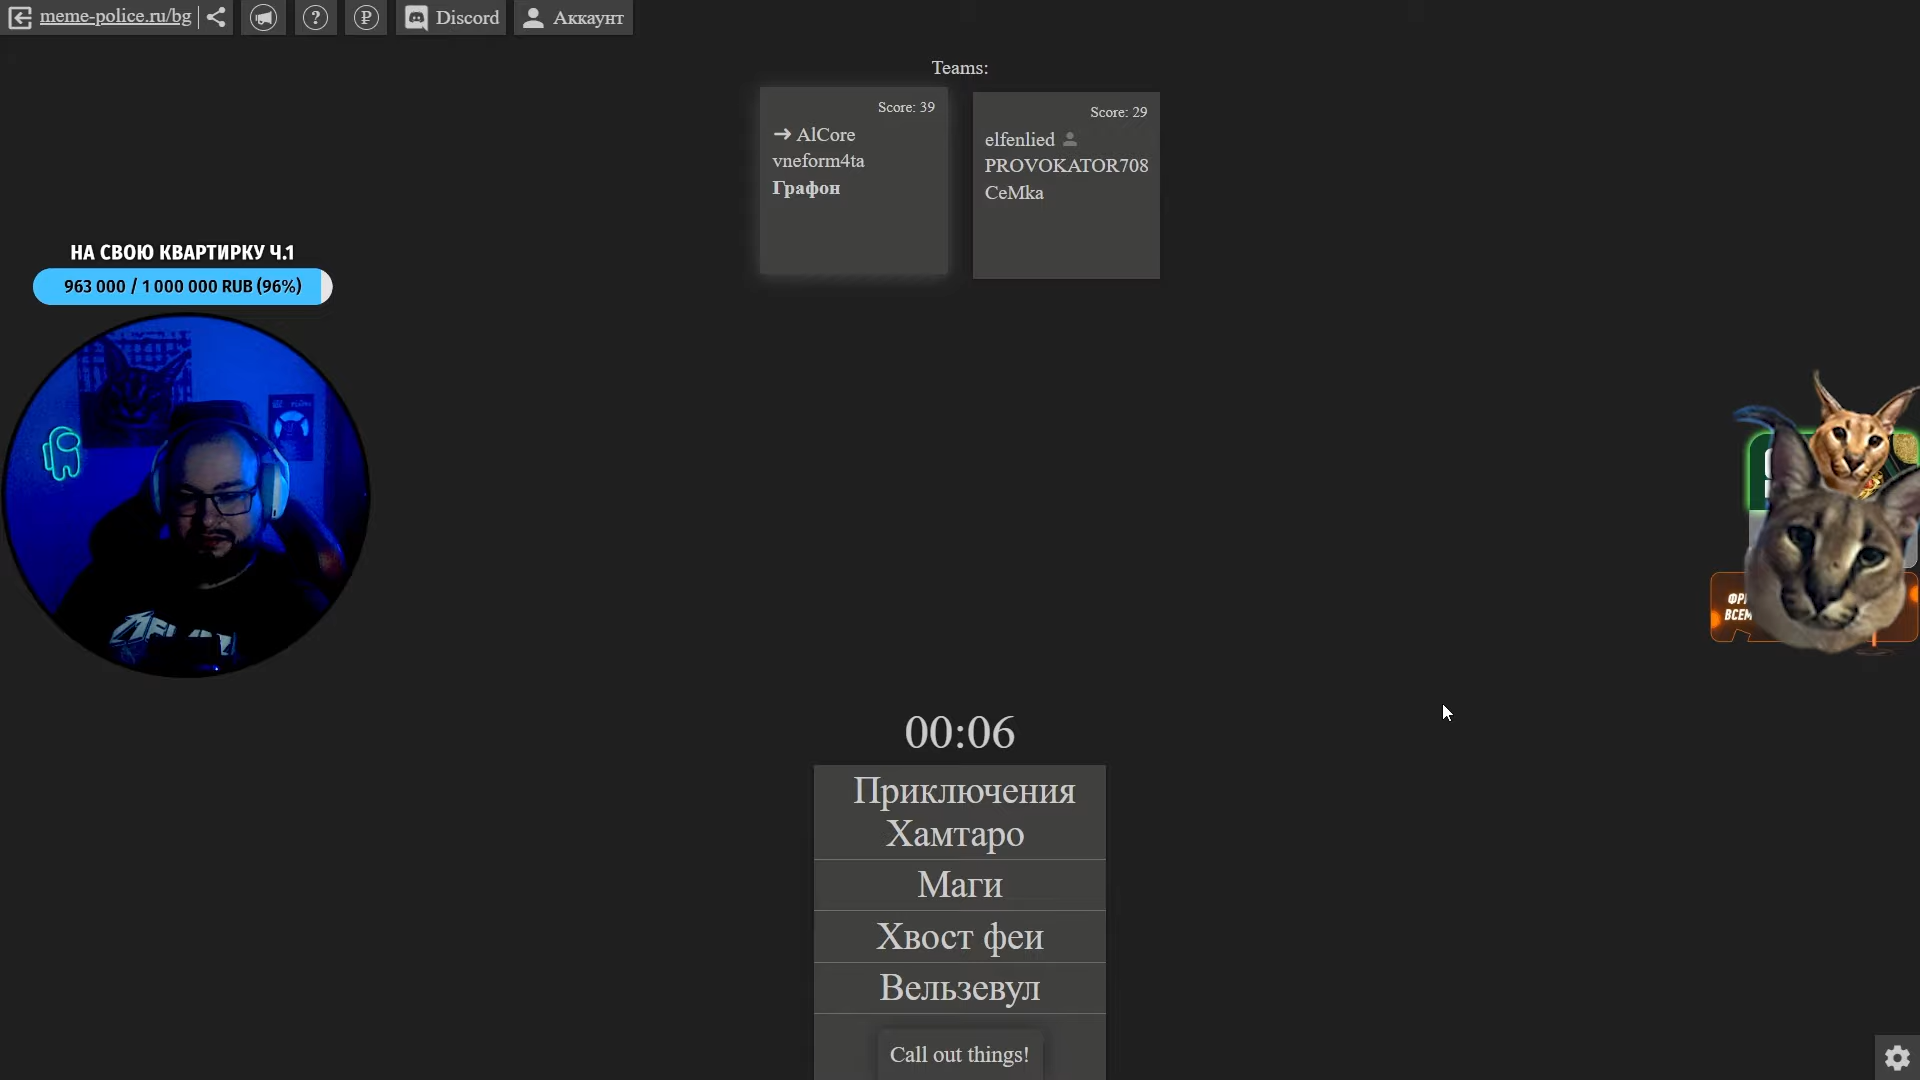 meme-police.ru/bg
Discord
Аккаунт
Teams:
Score: 39
➔ AlCore
vneform4ta
Графон
Score: 29
elfenlied
PROVOKATOR708
CeMka
НА СВОЮ КВАРТИРКУ Ч.1
963 000 / 1 000 000 RUB (96%)
00:06
Приключения
Хамтаро
Маги
Хвост феи
Вельзевул
Call out things!